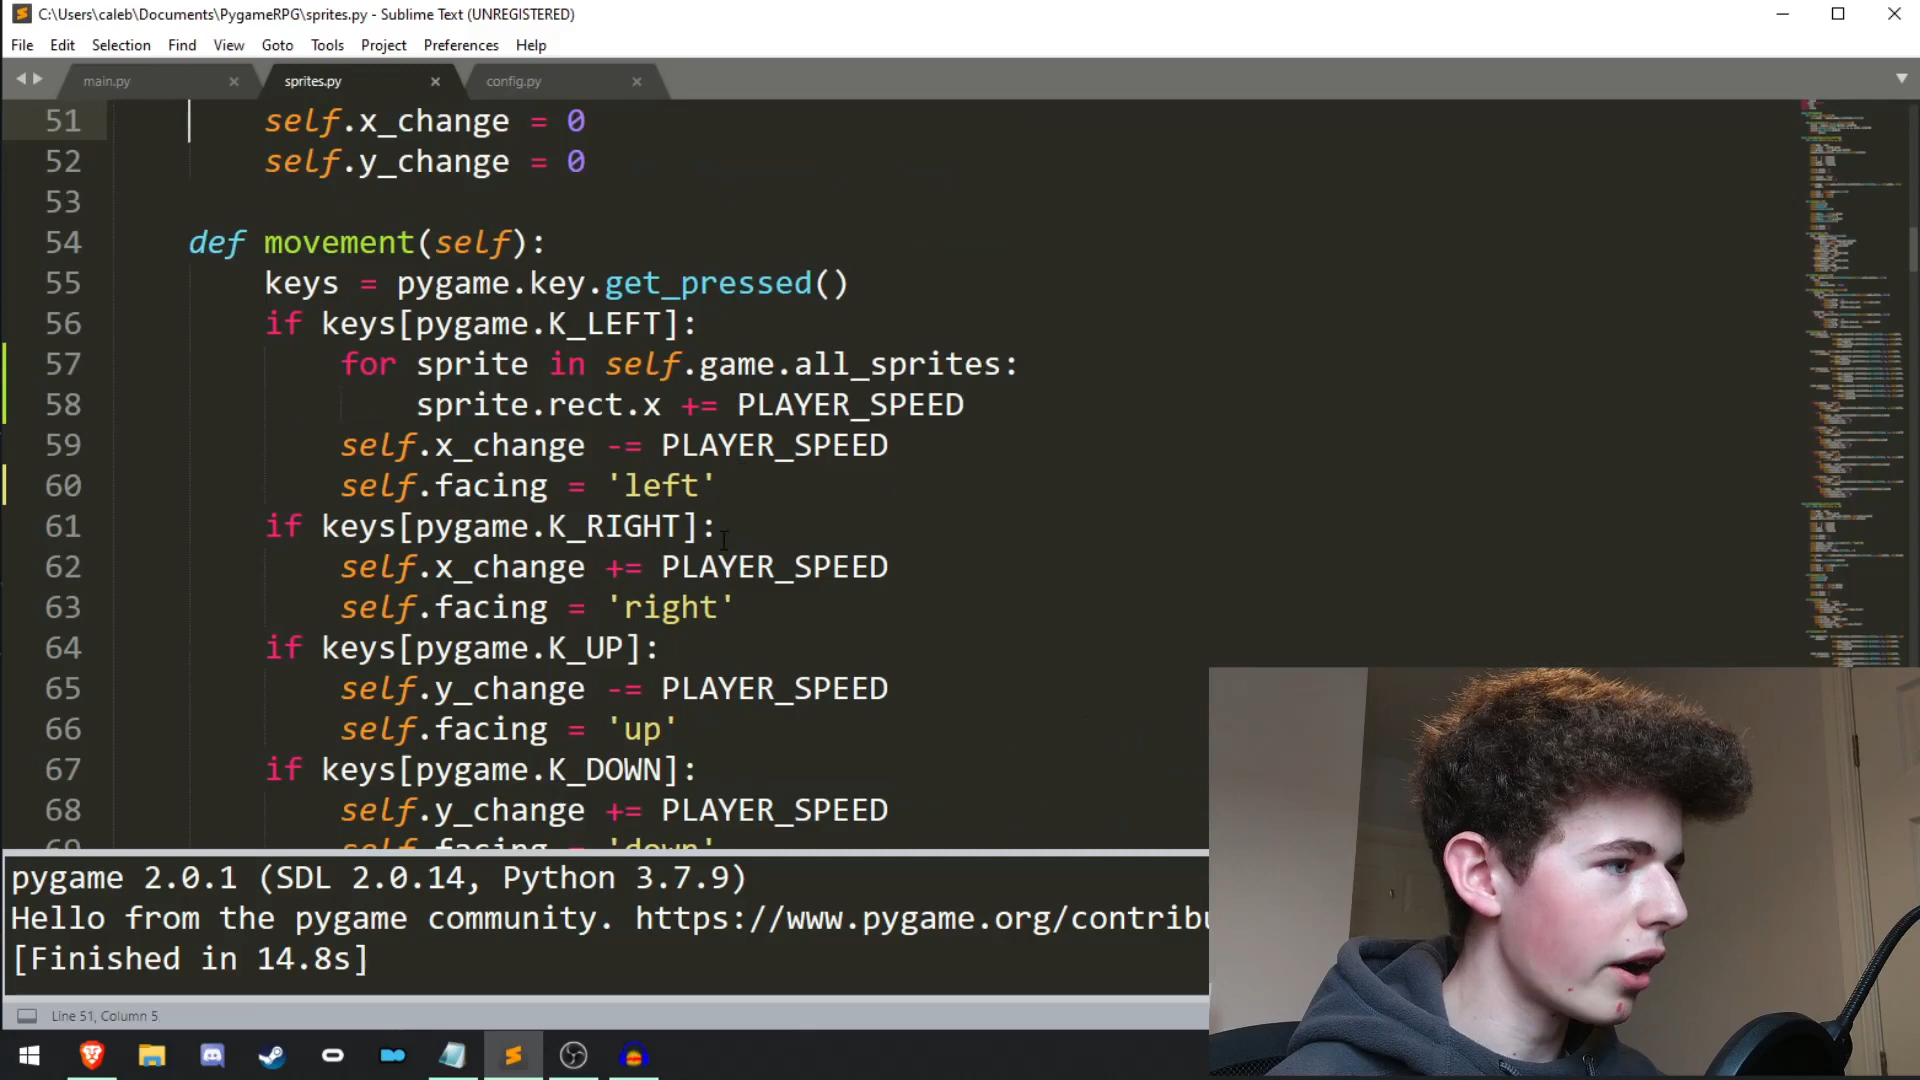 C:\Users\caleb\Documents\PygameRPG\sprites.py - Sublime Text (UNREGISTERED)
File Edit Selection Find View Goto Tools Project Preferences Help
main.py sprites.py config.py
51 self.x_change = 0
52 self.y_change = 0
53
54 def movement(self):
55 keys = pygame.key.get_pressed()
56 if keys[pygame.K_LEFT]:
57 for sprite in self.game.all_sprites:
58 sprite.rect.x += PLAYER_SPEED
59 self.x_change -= PLAYER_SPEED
60 self.facing = 'left'
61 if keys[pygame.K_RIGHT]:
62 self.x_change += PLAYER_SPEED
63 self.facing = 'right'
64 if keys[pygame.K_UP]:
65 self.y_change -= PLAYER_SPEED
66 self.facing = 'up'
67 if keys[pygame.K_DOWN]:
68 self.y_change += PLAYER_SPEED
69 self.facing = 'down'
pygame 2.0.1 (SDL 2.0.14, Python 3.7.9)
Hello from the pygame community. https://www.pygame.org/contribu
[Finished in 14.8s]
Line 51, Column 5